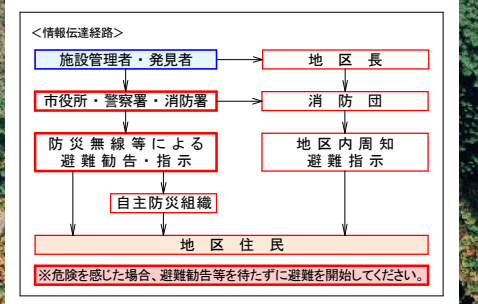 ＜情報伝達経路＞
施設管理者・発見者
地区長
市役所・警察署・消防署
消防団
防災無線等による
避難勧告・指示
地区内周知
避難指示
自主防災組織
地区住民
※危険を感じた場合、避難勧告等を待たずに避難を開始してください。